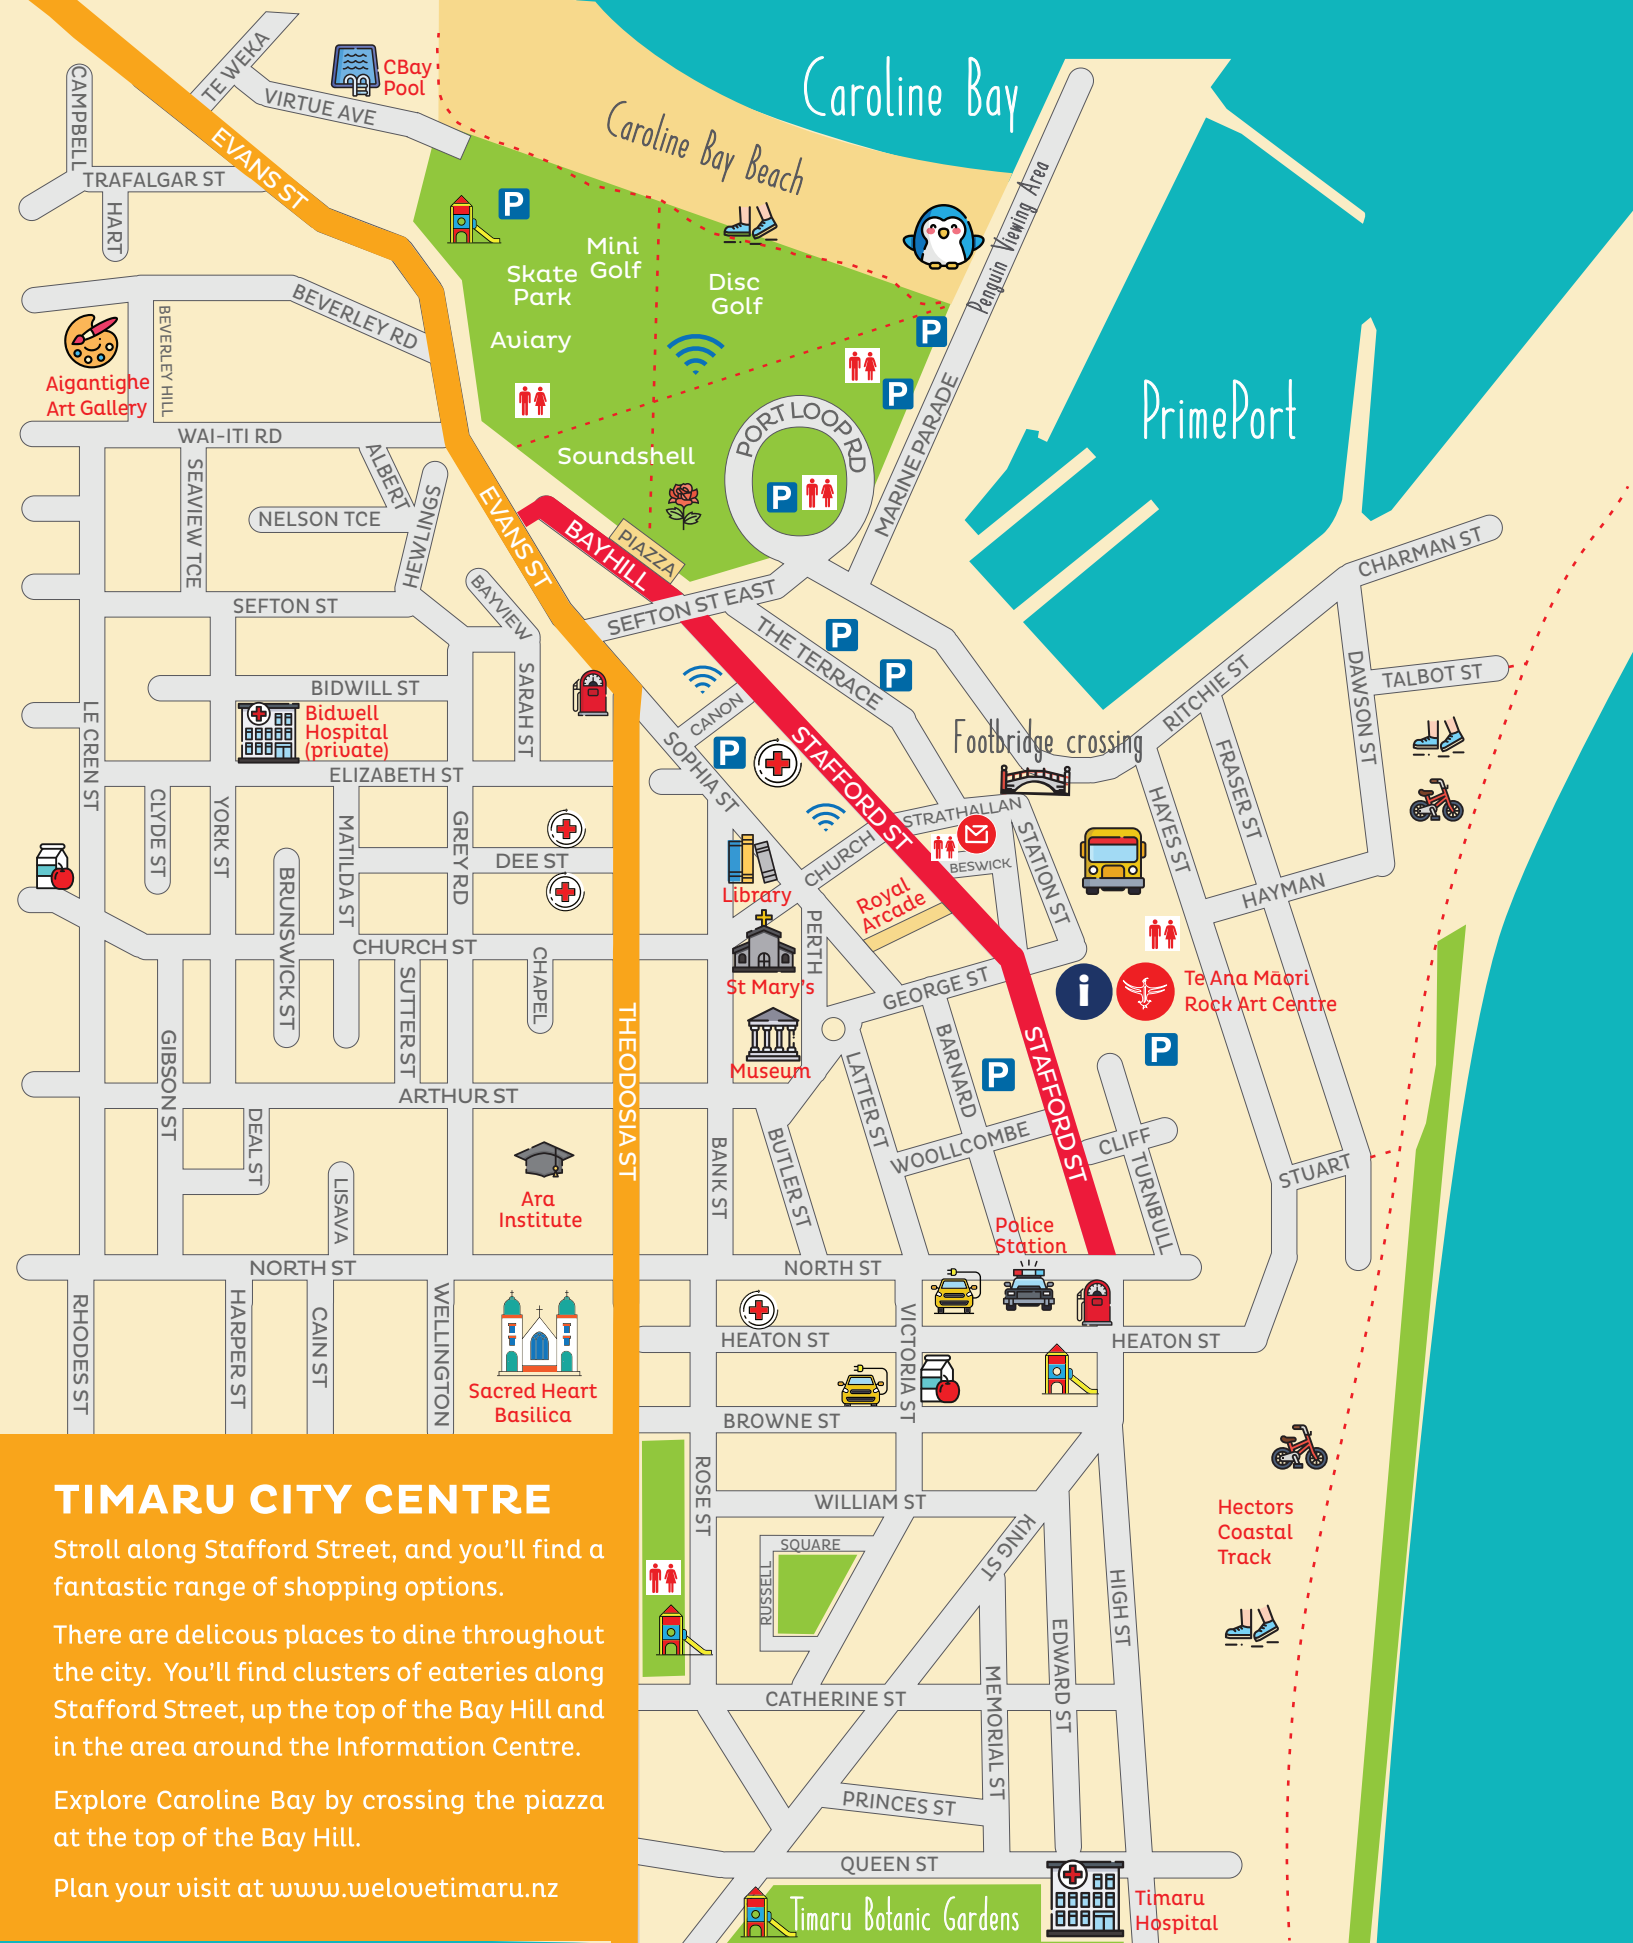 TE WEKA
CAMPBELL
VIRTUE AVE
CBay
Pool
Caroline Bay
Caroline Bay Beach
EVANS ST
TRAFALGAR ST
HART
P
Mini
Golf
Skate
Park
Disc
Golf
Aviary
Penguin Viewing Area
P
P
BEVERLEY RD
BEVERLEY HILL
Aigantighe
Art Gallery
PrimePort
MARINE PARADE
PORT LOOP RD
P
Soundshell
WAI-ITI RD
SEAVIEW TCE
ALBERT
NELSON TCE
HEWLINGS
EVANS ST
BAYHILL
PIAZZA
CHARMAN ST
BAYVIEW
SEFTON ST
SEFTON ST EAST
THE TERRACE
P
P
RITCHIE ST
DAWSON ST
TALBOT ST
BIDWILL ST
SARAH ST
LE CREN ST
Bidwell
Hospital
(private)
CANON
SOPHIA ST
P
STAFFORD ST
Footbridge crossing
FRASER ST
HAYES ST
ELIZABETH ST
CLYDE ST
YORK ST
MATILDA ST
GREY RD
DEE ST
BRUNSWICK ST
STRATHALLAN
STATION ST
BESWICK
CHURCH
Library
Royal
Arcade
HAYMAN
PERTH
CHURCH ST
SUTTER ST
CHAPEL
St Mary's
GEORGE ST
i
Te Ana Māori
Rock Art Centre
GIBSON ST
THEODOSIA ST
Museum
BARNARD
P
STAFFORD ST
P
LATTER ST
ARTHUR ST
DEAL ST
BANK ST
BUTLER ST
WOOLLCOMBE
CLIFF
TURNBULL
STUART
LISAVA
Ara
Institute
Police
Station
NORTH ST
NORTH ST
RHODES ST
HARPER ST
CAIN ST
WELLINGTON
VICTORIA ST
HEATON ST
HEATON ST
Sacred Heart
Basilica
BROWNE ST
ROSE ST
WILLIAM ST
KING ST
SQUARE
RUSSELL
HIGH ST
EDWARD ST
MEMORIAL ST
Hectors
Coastal
Track
CATHERINE ST
PRINCES ST
QUEEN ST
Timaru Botanic Gardens
Timaru
Hospital
TIMARU CITY CENTRE
Stroll along Stafford Street, and you'll find a
fantastic range of shopping options.
There are delicous places to dine throughout
the city. You'll find clusters of eateries along
Stafford Street, up the top of the Bay Hill and
in the area around the Information Centre.
Explore Caroline Bay by crossing the piazza
at the top of the Bay Hill.
Plan your visit at www.welovetimaru.nz